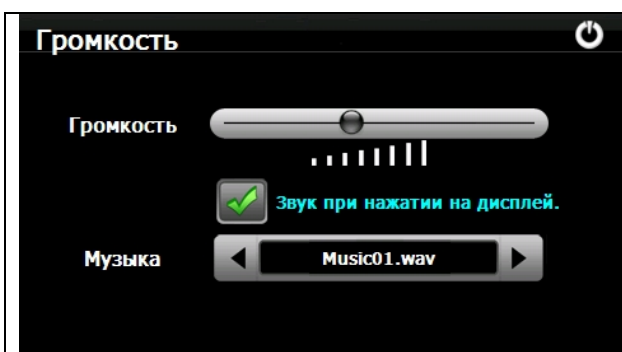 Громкость
Громкость
Звук при нажатии на дисплей.
Музыка
Music01.wav